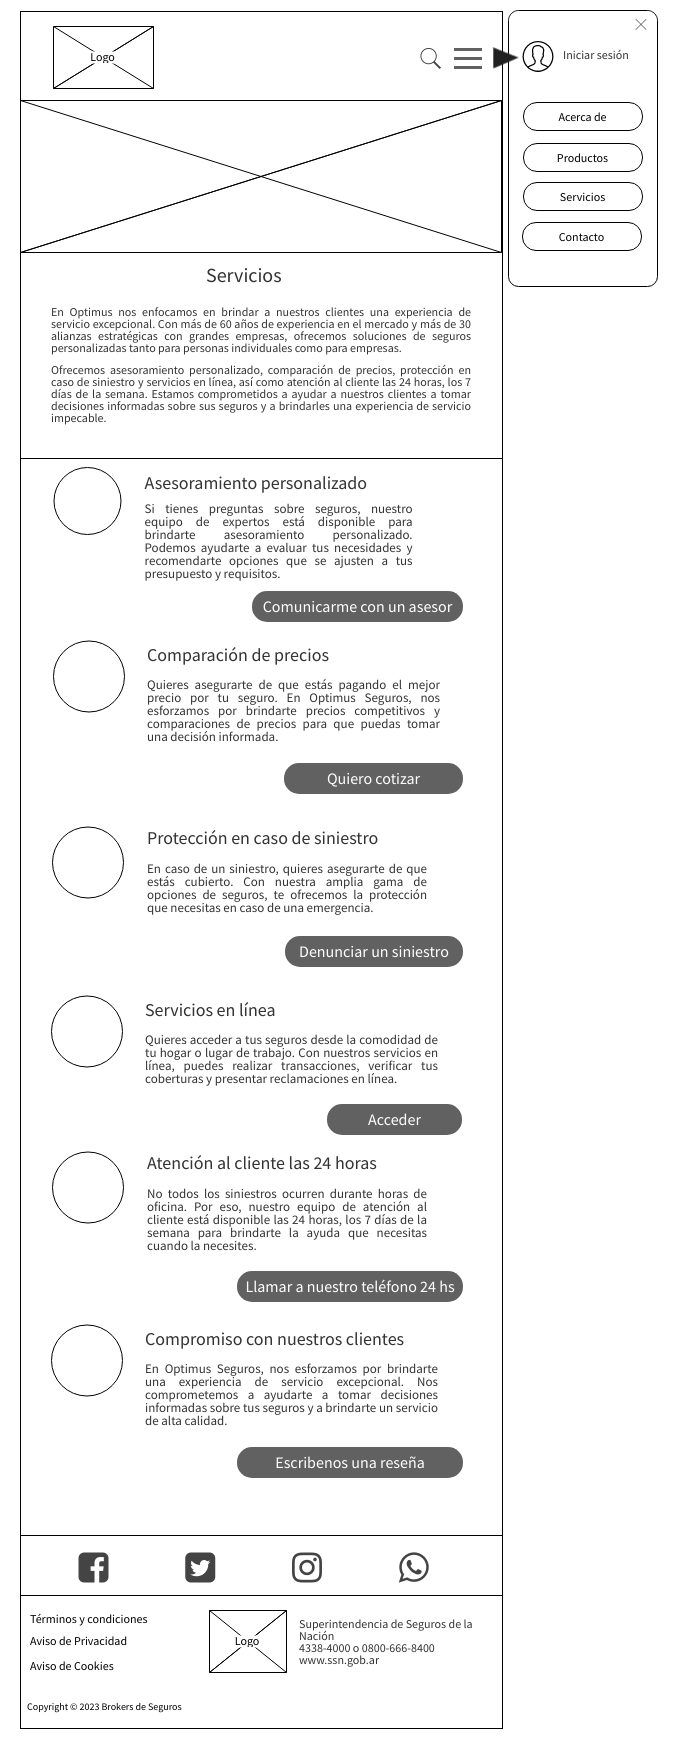 Logo
Iniciar sesión
Acerca de
Productos
Servicios
Contacto
Servicios
En Optimus nos enfocamos en brindar a nuestros clientes una experiencia de
servicio excepcional. Con más de 60 años de experiencia en el mercado y más de 30
alianzas estratégicas con grandes empresas, ofrecemos soluciones de seguros
personalizadas tanto para personas individuales como para empresas.
Ofrecemos asesoramiento personalizado, comparación de precios, protección en
caso de siniestro y servicios en línea, así como atención al cliente las 24 horas, los 7
días de la semana. Estamos comprometidos a ayudar a nuestros clientes a tomar
decisiones informadas sobre sus seguros y a brindarles una experiencia de servicio
impecable.
Asesoramiento personalizado
Si tienes preguntas sobre seguros, nuestro
equipo de expertos está disponible para
brindarte asesoramiento personalizado.
Podemos ayudarte a evaluar tus necesidades y
recomendarte opciones que se ajusten a tus
presupuesto y requisitos.
Comunicarme con un asesor
Comparación de precios
Quieres asegurarte de que estás pagando el mejor
precio por tu seguro. En Optimus Seguros, nos
esforzamos por brindarte precios competitivos y
comparaciones de precios para que puedas tomar
una decisión informada.
Quiero cotizar
Protección en caso de siniestro
En caso de un siniestro, quieres asegurarte de que
estás cubierto. Con nuestra amplia gama de
opciones de seguros, te ofrecemos la protección
que necesitas en caso de una emergencia.
Denunciar un siniestro
Servicios en línea
Quieres acceder a tus seguros desde la comodidad de
tu hogar o lugar de trabajo. Con nuestros servicios en
línea, puedes realizar transacciones, verificar tus
coberturas y presentar reclamaciones en línea.
Acceder
Atención al cliente las 24 horas
No todos los siniestros ocurren durante horas de
oficina. Por eso, nuestro equipo de atención al
cliente está disponible las 24 horas, los 7 días de la
semana para brindarte la ayuda que necesitas
cuando la necesites.
Llamar a nuestro teléfono 24 hs
Compromiso con nuestros clientes
En Optimus Seguros, nos esforzamos por brindarte
una experiencia de servicio excepcional. Nos
comprometemos a ayudarte a tomar decisiones
informadas sobre tus seguros y a brindarte un servicio
de alta calidad.
Escribenos una reseña
Términos y condiciones
Aviso de Privacidad
Aviso de Cookies
Logo
Superintendencia de Seguros de la
Nación
4338-4000 o 0800-666-8400
www.ssn.gob.ar
Copyright © 2023 Brokers de Seguros